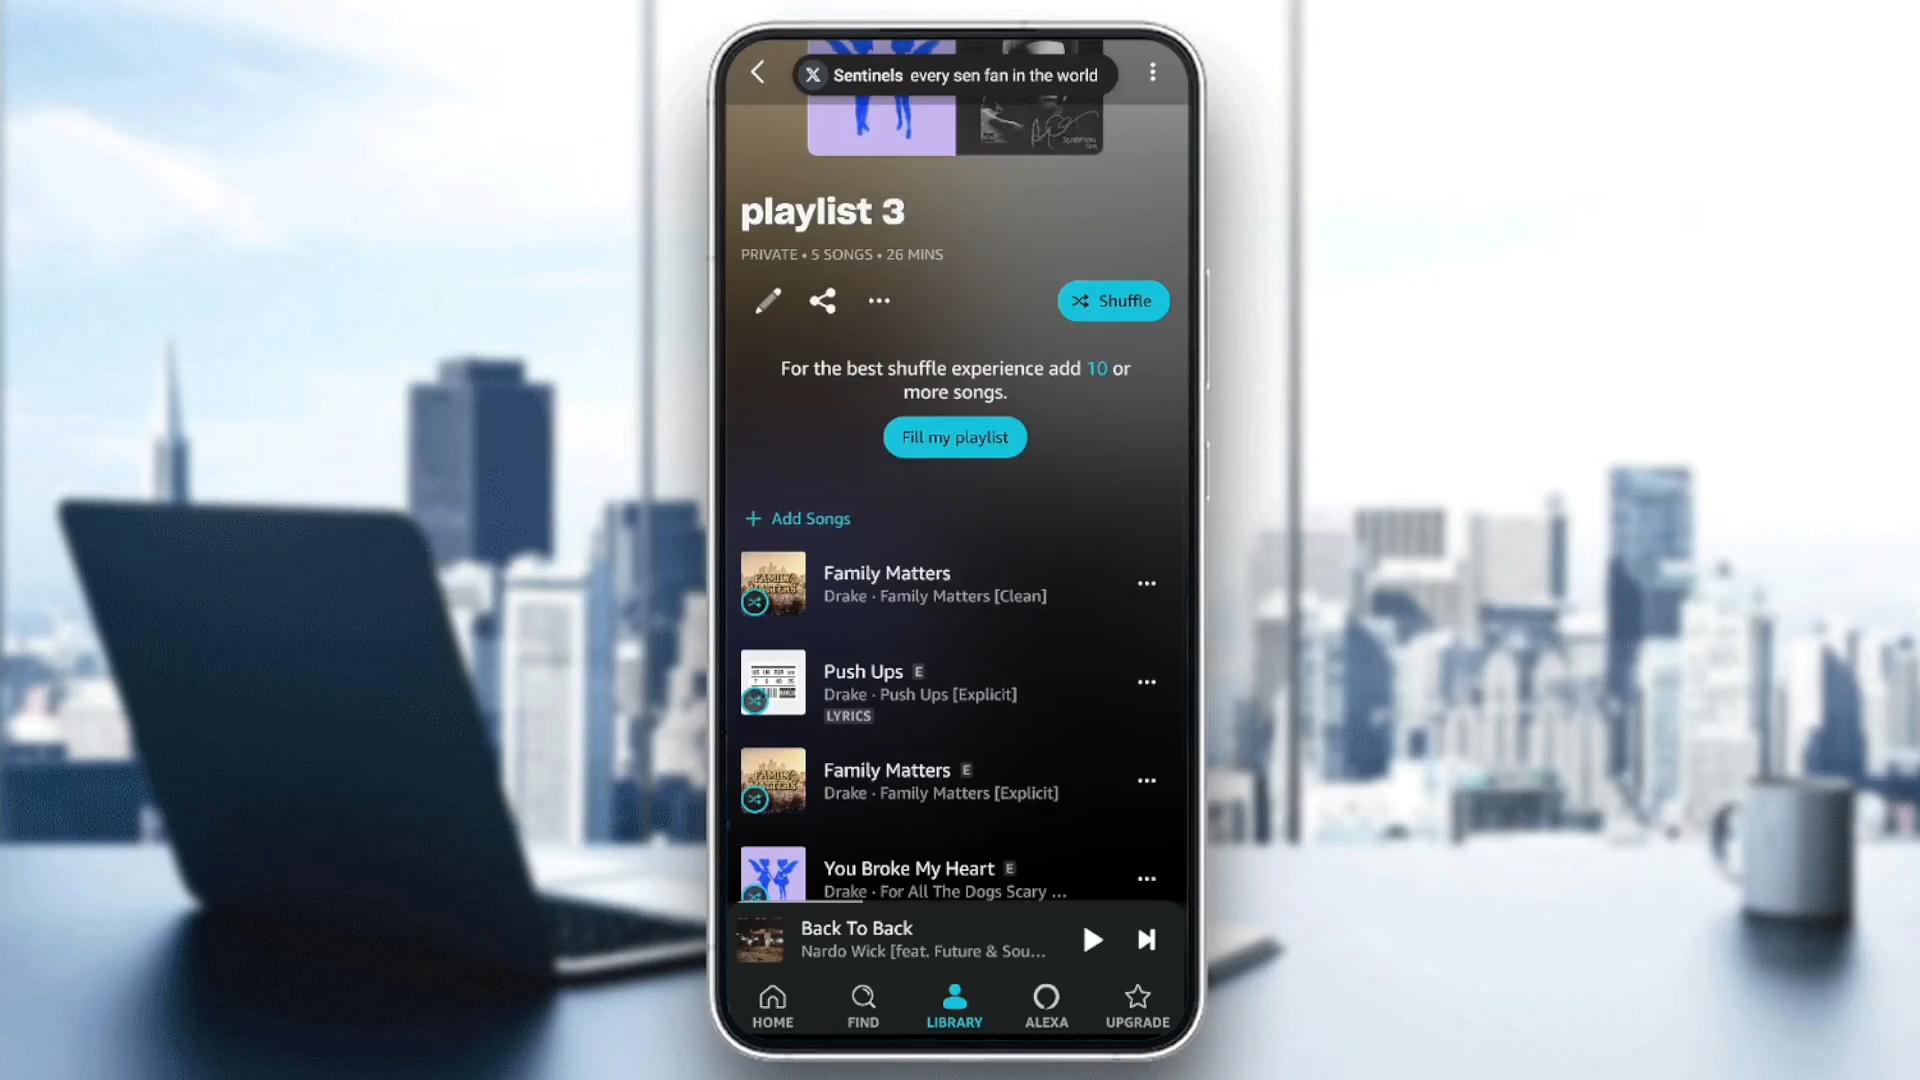 Sentinels every sen fan in the world
playlist 3
PRIVATE • 5 SONGS • 26 MINS
Shuffle
For the best shuffle experience add 10 or
more songs.
Fill my playlist
+ Add Songs
Family Matters
Drake · Family Matters [Clean]
Push Ups E
Drake · Push Ups [Explicit]
LYRICS
Family Matters E
Drake · Family Matters [Explicit]
You Broke My Heart E
Drake · For All The Dogs Scary ...
Back To Back
Nardo Wick [feat. Future & Sou...
HOME FIND LIBRARY ALEXA UPGRADE